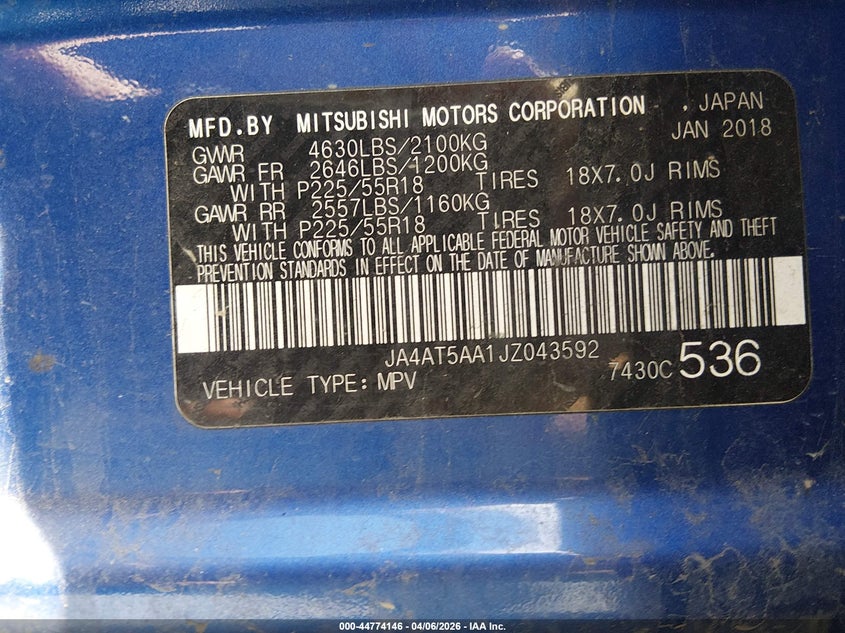 MFD.BY MITSUBISHI MOTORS CORPORATION . JAPAN
JAN 2018
GVWR 4630LBS/2100KG
GAWR FR 2646LBS/1200KG
WITH P225/55R18 TIRES 18X7.0J RIMS
GAWR RR 2557LBS/1160KG
WITH P225/55R18 TIRES 18X7.0J RIMS
THIS VEHICLE CONFORMS TO ALL APPLICABLE FEDERAL MOTOR VEHICLE SAFETY AND THEFT
PREVENTION STANDARDS IN EFFECT ON THE DATE OF MANUFACTURE SHOWN ABOVE.
JA4AT5AA1JZ043592
VEHICLE TYPE: MPV 7430C 536
000-44774146 - 04/06/2026 - IAA Inc.